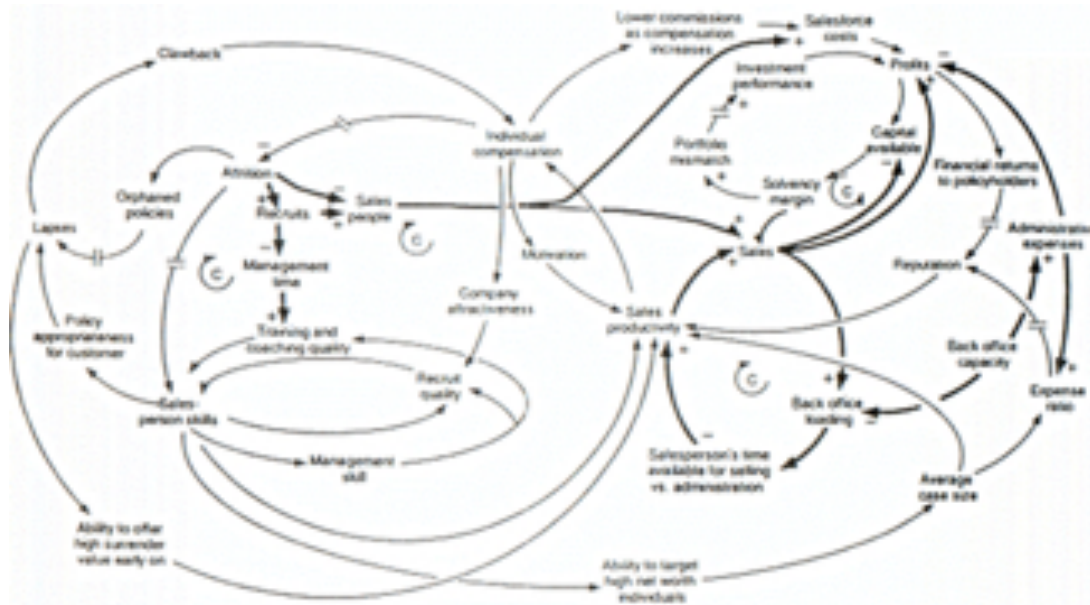 Lower commissions
as compensation
increases
Salesforce
costs
Clawback
Profits
Investment
performance
Individual
compensation
Portfolio
mismatch
Capital
available
Attrition
Solvency
margin
Financial returns
to policyholders
Orphaned
policies
Recruits
Sales
people
Lapses
Administrative
expenses
Motivation
Sales
Management
time
Reputation
Company
attractiveness
Sales
productivity
Policy
appropriateness
for customer
Training and
coaching quality
Back office
capacity
Recruit
quality
Sales-
person skills
Back office
loading
Expense
ratio
Management
skill
Salesperson's time
available for selling
vs. administration
Average
case size
Ability to offer
high surrender
value early on
Ability to target
high net worth
individuals